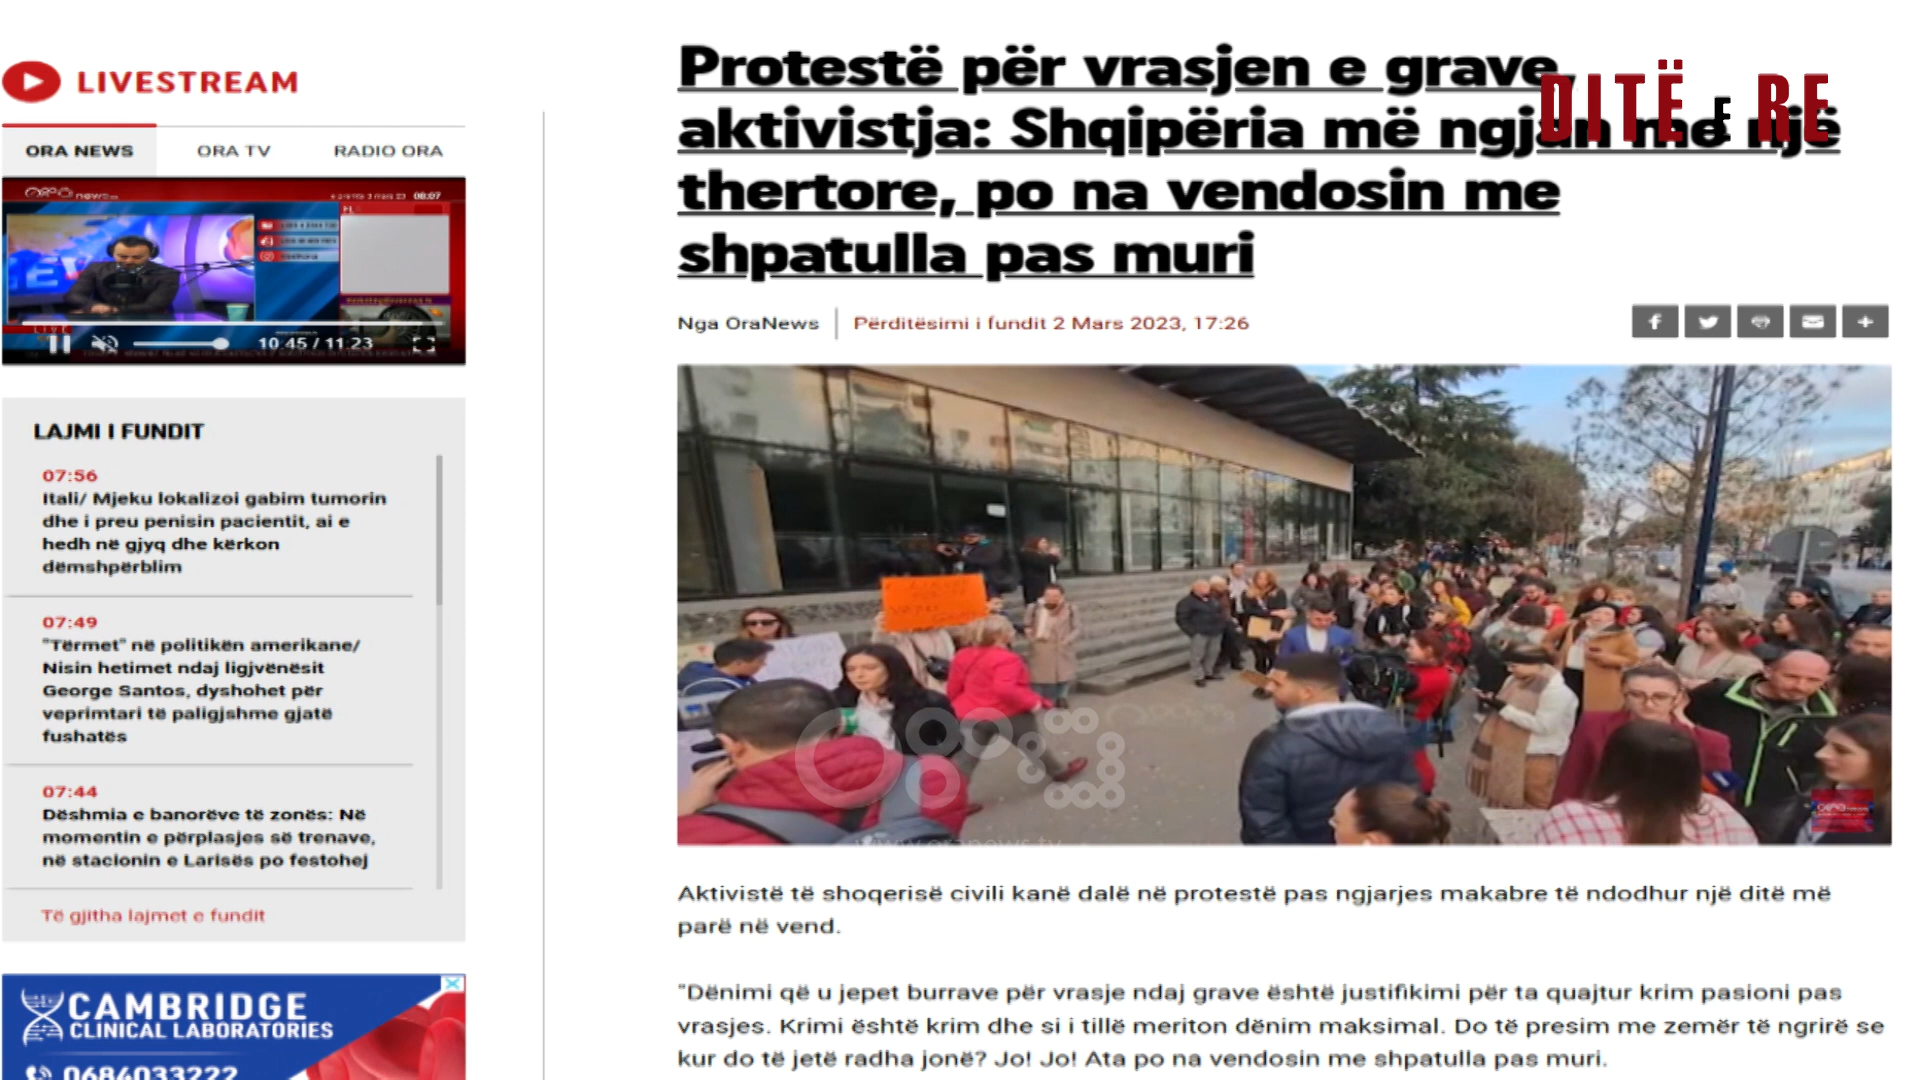 LIVESTREAM
ORA NEWS
ORA TV
RADIO ORA
news
08:07
10:45 / 11:23
LAJMI I FUNDIT
07:56
Itali/ Mjeku lokalizoi gabim tumorin
dhe i preu penisin pacientit, ai e
hedh në gjyq dhe kërkon
dëmshpërblim
07:49
"Tërmet" në politikën amerikane/
Nisin hetimet ndaj ligjvënësit
George Santos, dyshohet për
veprimtari të paligjshme gjatë
fushatës
07:44
Dëshmia e banorëve të zonës: Në
momentin e përplasjes së trenave,
në stacionin e Larisës po festohej
Të gjitha lajmet e fundit
CAMBRIDGE
CLINICAL LABORATORIES
0684033222
DITË E RE
Protestë për vrasjen e grave,
aktivistja: Shqipëria më ngjan me një
thertore, po na vendosin me
shpatulla pas muri
Nga OraNews
Përditësimi i fundit 2 Mars 2023, 17:26
www.oranews.tv
Aktivistë të shoqerisë civili kanë dalë në protestë pas ngjarjes makabre të ndodhur një ditë më
parë në vend.
"Dënimi që u jepet burrave për vrasje ndaj grave është justifikimi për ta quajtur krim pasioni pas
vrasjes. Krimi është krim dhe si i tillë meriton dënim maksimal. Do të presim me zemër të ngrirë se
kur do të jetë radha jonë? Jo! Jo! Ata po na vendosin me shpatulla pas muri.